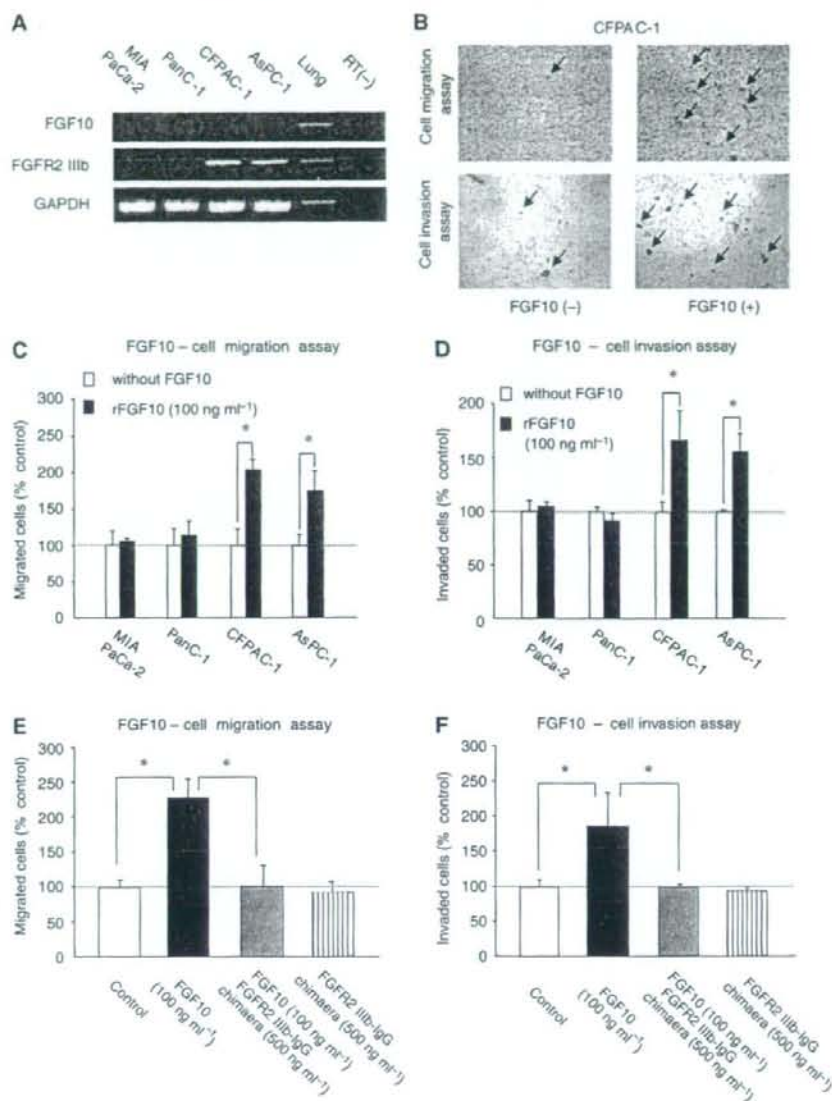 A
MIA PaCa-2
PanC-1
CFPAC-1
AsPC-1
Lung
RT(–)
FGF10
FGFR2 IIIb
GAPDH
B
CFPAC-1
Cell migration assay
Cell invasion assay
FGF10 (–)
FGF10 (+)
C
FGF10 – cell migration assay
without FGF10
rFGF10 (100 ng ml⁻¹)
Migrated cells (% control)
300
250
200
150
100
50
0
*
*
MIA PaCa-2
PanC-1
CFPAC-1
AsPC-1
D
FGF10 – cell invasion assay
without FGF10
rFGF10
(100 ng ml⁻¹)
Invaded cells (% control)
200
150
100
50
0
*
*
MIA PaCa-2
PanC-1
CFPAC-1
AsPC-1
E
FGF10 – cell migration assay
Migrated cells (% control)
300
250
200
150
100
50
0
*
*
Control
FGF10
(100 ng ml⁻¹)
FGF10 (100 ng ml⁻¹)
FGFR2 IIIb-IgG
chimaera (500 ng ml⁻¹)
FGFR2 IIIb-IgG
chimaera (500 ng ml⁻¹)
F
FGF10 – cell invasion assay
Invaded cells (% control)
300
250
200
150
100
50
0
*
*
Control
FGF10
(100 ng ml⁻¹)
FGF10 (100 ng ml⁻¹)
FGFR2 IIIb-IgG
chimaera (500 ng ml⁻¹)
FGFR2 IIIb-IgG
chimaera (500 ng ml⁻¹)